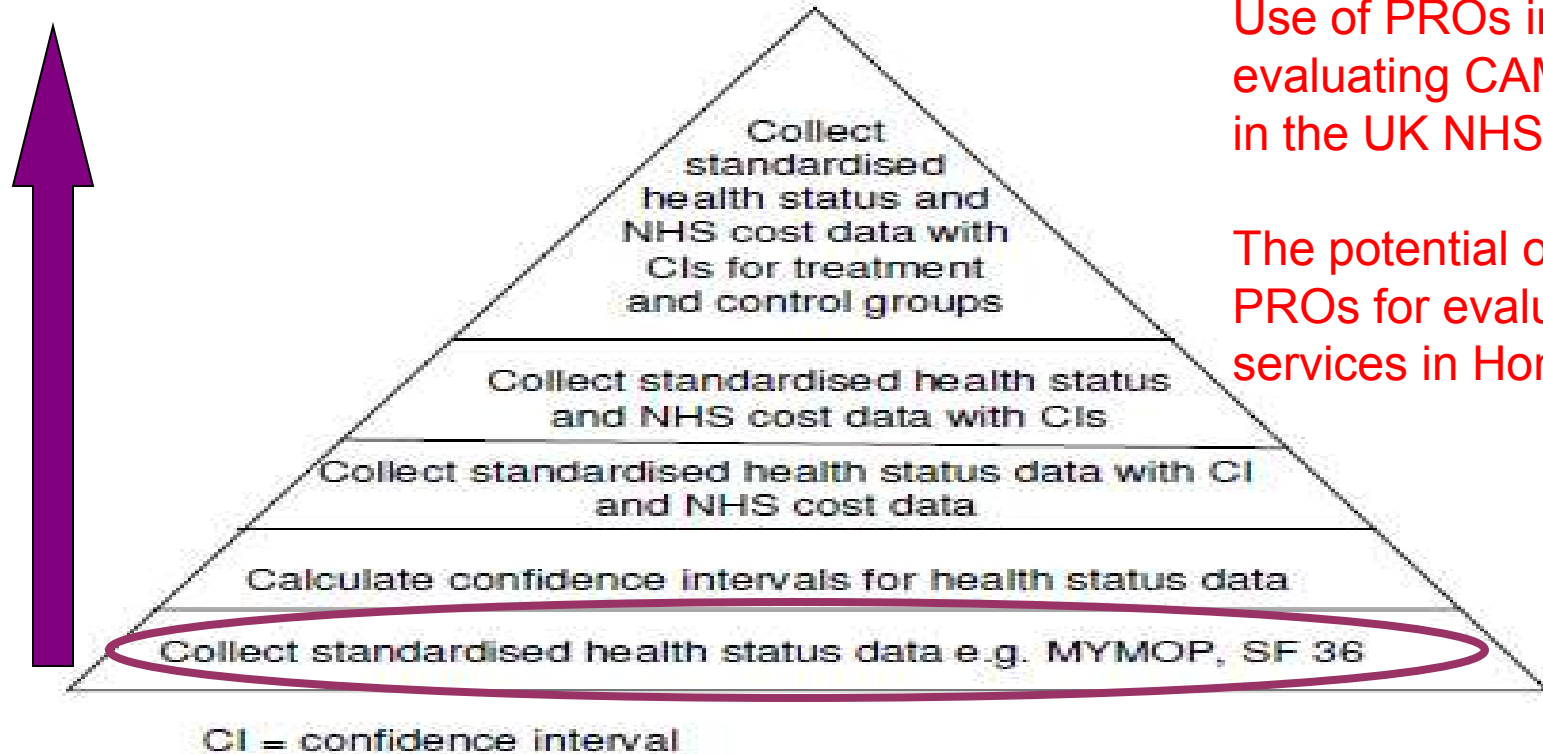 Collect
standardised
health status and
NHS cost data with
CIs for treatment
and control groups
Collect standardised health status
and NHS cost data with CIs
Collect standardised health status data with CI
and NHS cost data
Calculate confidence intervals for health status data
Collect standardised health status data e.g. MYMOP, SF 36
CI = confidence interval
Use of PROs
evaluating
in the UK NHS
The potential
PROs for
services in